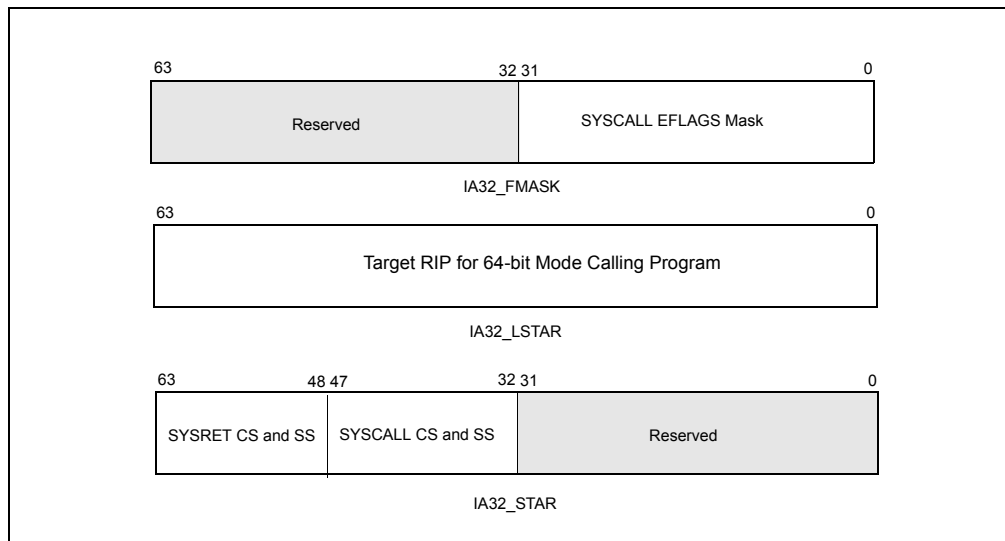 63 32 31 0
Reserved SYSCALL EFLAGS Mask
IA32_FMASK
63 0
Target RIP for 64-bit Mode Calling Program
IA32_LSTAR
63 48 47 32 31 0
SYSRET CS and SS SYSCALL CS and SS Reserved
IA32_STAR